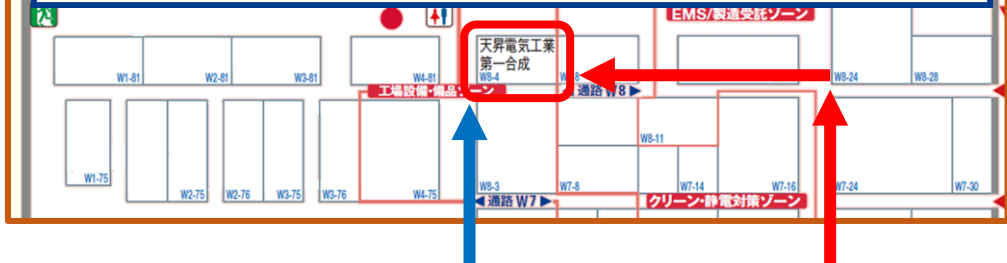 EMS/製造受託ゾーン
天昇電気工業
第一合成
W1-81
W2-81
W3-81
W4-81
W8-4
W8-24
W8-28
工場設備・備品ゾーン
◀ 通路 W8 ▶
W8-11
W1-75
W2-75
W2-76
W3-75
W3-76
W4-75
W8-3
W7-8
W7-14
W7-16
W7-24
W7-30
◀ 通路 W7 ▶
クリーン・静電対策ゾーン